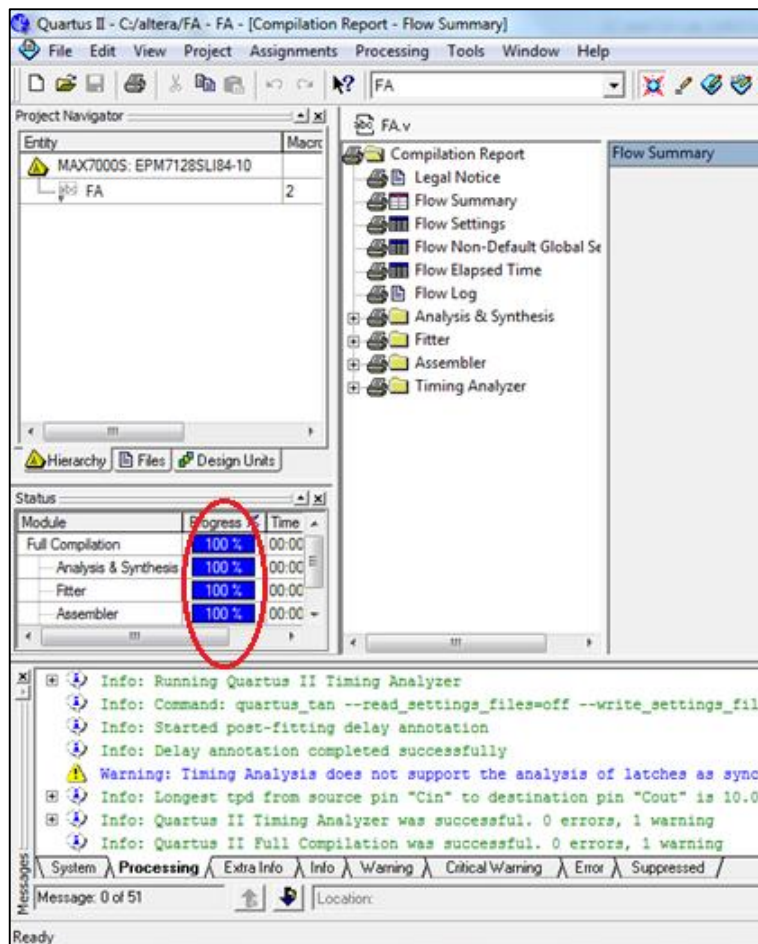 Quartus II - C:/altera/FA - FA - [Compilation Report - Flow Summary]
File Edit View Project Assignments Processing Tools Window Help
FA
Project Navigator
Entity Macro
MAX7000S: EPM7128SLI84-10
FA 2
Hierarchy Files Design Units
FA.v
Compilation Report
Legal Notice
Flow Summary
Flow Settings
Flow Non-Default Global Se
Flow Elapsed Time
Flow Log
Analysis & Synthesis
Fitter
Assembler
Timing Analyzer
Flow Summary
Status
Module Progress % Time
Full Compilation 100 % 00:00
Analysis & Synthesis 100 % 00:00
Fitter 100 % 00:00
Assembler 100 % 00:00
Info: Running Quartus II Timing Analyzer
Info: Command: quartus_tan --read_settings_files=off --write_settings_fil
Info: Started post-fitting delay annotation
Info: Delay annotation completed successfully
Warning: Timing Analysis does not support the analysis of latches as sync
Info: Longest tpd from source pin "Cin" to destination pin "Cout" is 10.0
Info: Quartus II Timing Analyzer was successful. 0 errors, 1 warning
Info: Quartus II Full Compilation was successful. 0 errors, 1 warning
System Processing Extra Info Info Warning Critical Warning Error Suppressed
Messages
Message: 0 of 51
Location:
Ready